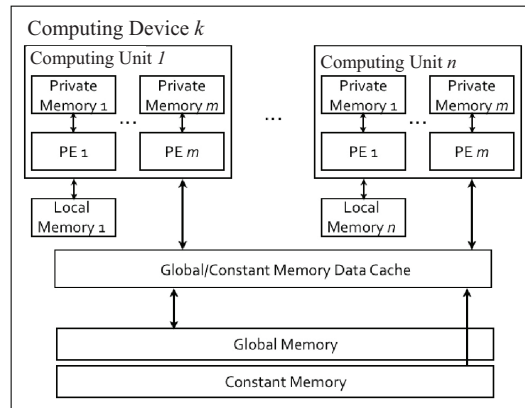 Computing Device k
Computing Unit 1
Private Memory 1
...
Private Memory m
PE 1
PE m
Local Memory 1
...
Computing Unit n
Private Memory 1
...
Private Memory m
PE 1
PE m
Local Memory n
Global/Constant Memory Data Cache
Global Memory
Constant Memory